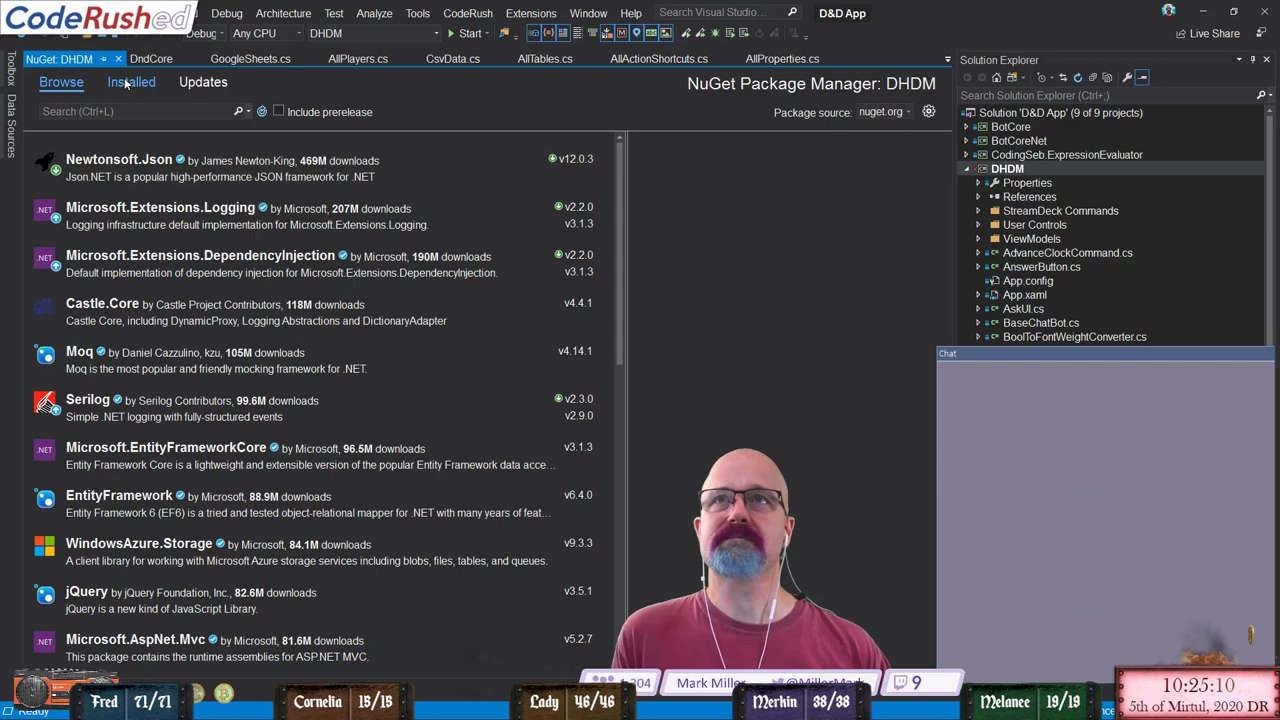 CodeRushed
Debug Architecture Test Analyze Tools CodeRush Extensions Window Help Search Visual Studio... D&D App
Debug Any CPU DHDM Start Live Share
NuGet: DHDM DndCore GoogleSheets.cs AllPlayers.cs CsvData.cs AllTables.cs AllActionShortcuts.cs AllProperties.cs
Toolbox
Data Sources
Browse Installed Updates
NuGet Package Manager: DHDM
Search (Ctrl+L) Include prerelease
Package source: nuget.org
Newtonsoft.Json by James Newton-King, 469M downloads v12.0.3
Json.NET is a popular high-performance JSON framework for .NET
.NET Microsoft.Extensions.Logging by Microsoft, 207M downloads v2.2.0
Logging infrastructure default implementation for Microsoft.Extensions.Logging. v3.1.3
.NET Microsoft.Extensions.DependencyInjection by Microsoft, 190M downloads v2.2.0
Default implementation of dependency injection for Microsoft.Extensions.DependencyInjection. v3.1.3
Castle.Core by Castle Project Contributors, 118M downloads v4.4.1
Castle Core, including DynamicProxy, Logging Abstractions and DictionaryAdapter
Moq by Daniel Cazzulino, kzu, 105M downloads v4.14.1
Moq is the most popular and friendly mocking framework for .NET.
Serilog by Serilog Contributors, 99.6M downloads v2.3.0
Simple .NET logging with fully-structured events v2.9.0
.NET Microsoft.EntityFrameworkCore by Microsoft, 96.5M downloads v3.1.3
Entity Framework Core is a lightweight and extensible version of the popular Entity Framework data acce...
EntityFramework by Microsoft, 88.9M downloads v6.4.0
Entity Framework 6 (EF6) is a tried and tested object-relational mapper for .NET with many years of feat...
WindowsAzure.Storage by Microsoft, 84.1M downloads v9.3.3
A client library for working with Microsoft Azure storage services including blobs, files, tables, and queues.
jQuery by jQuery Foundation, Inc., 82.6M downloads v3.5.1
jQuery is a new kind of JavaScript Library.
.NET Microsoft.AspNet.Mvc by Microsoft, 81.6M downloads v5.2.7
This package contains the runtime assemblies for ASP.NET MVC.
Solution Explorer
Search Solution Explorer (Ctrl+;)
Solution 'D&D App' (9 of 9 projects)
BotCore
BotCoreNet
CodingSeb.ExpressionEvaluator
DHDM
Properties
References
StreamDeck Commands
User Controls
ViewModels
AdvanceClockCommand.cs
AnswerButton.cs
App.config
App.xaml
AskUI.cs
BaseChatBot.cs
BoolToFontWeightConverter.cs
Chat
Mark Miller @MillerMark 9
Fred 71/71
Cornelia 15/15
Lady 46/46
Merkin 38/38
Melanee 19/19
10:25:10
5th of Mirtul, 2020 DR
Ready